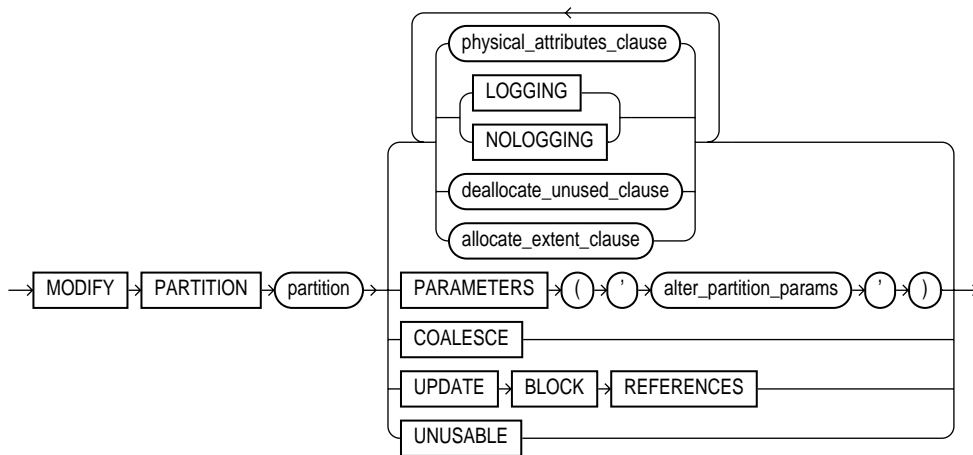 physical_attributes_clause
LOGGING
NOLOGGING
deallocate_unused_clause
allocate_extent_clause
MODIFY PARTITION partition PARAMETERS ( ' alter_partition_params ' )
COALESCE
UPDATE BLOCK REFERENCES
UNUSABLE